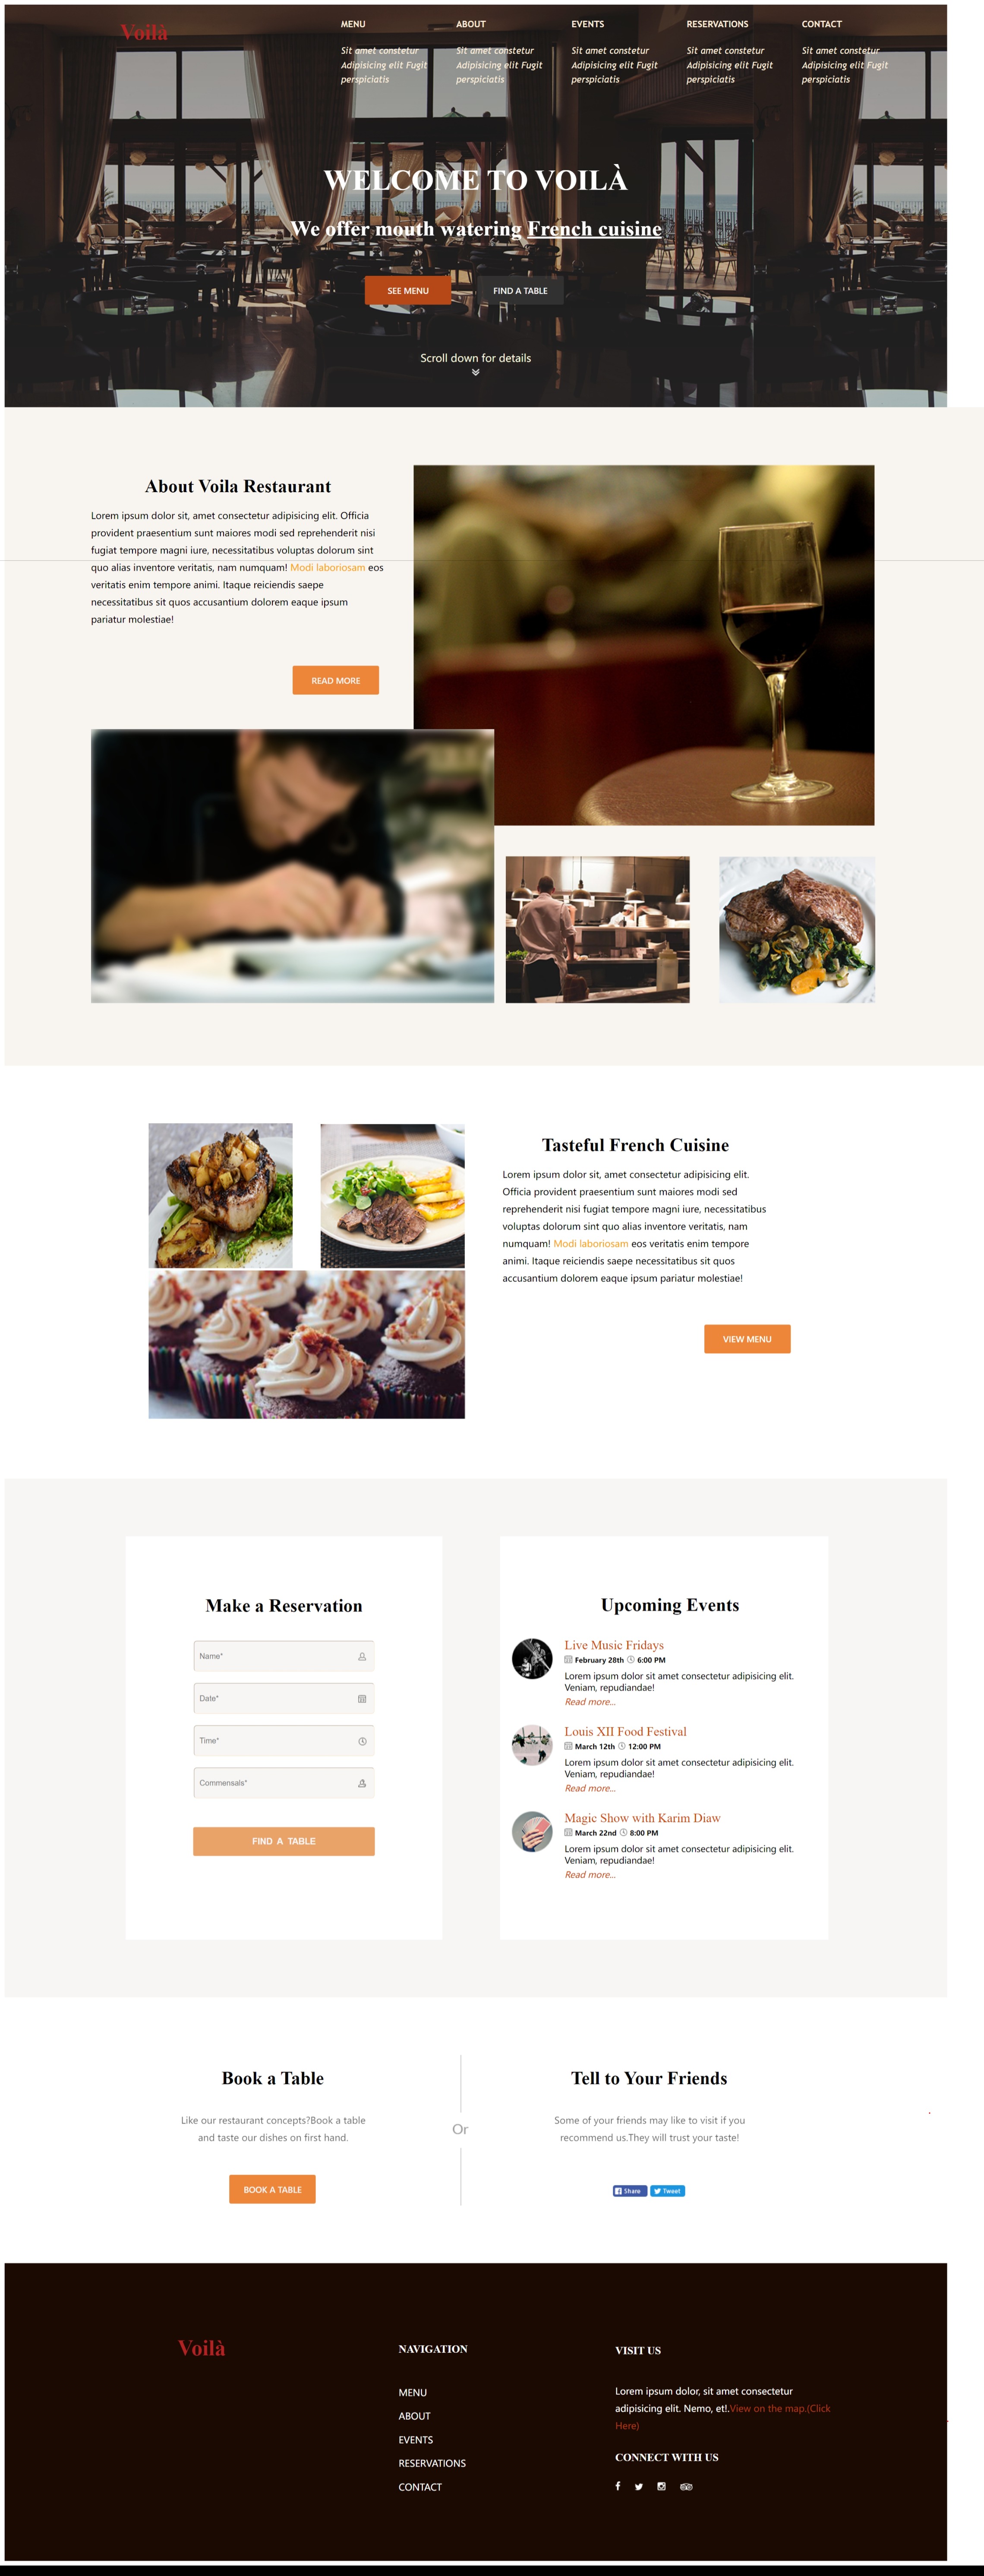 Voilà
MENU
Sit amet constetur
Adipisicing elit Fugit
perspiciatis
ABOUT
Sit amet constetur
Adipisicing elit Fugit
perspiciatis
EVENTS
Sit amet constetur
Adipisicing elit Fugit
perspiciatis
RESERVATIONS
Sit amet constetur
Adipisicing elit Fugit
perspiciatis
CONTACT
Sit amet constetur
Adipisicing elit Fugit
perspiciatis
WELCOME TO VOILÀ
We offer mouth watering French cuisine
SEE MENU
FIND A TABLE
Scroll down for details
About Voila Restaurant
Lorem ipsum dolor sit, amet consectetur adipisicing elit. Officia
provident praesentium sunt maiores modi sed reprehenderit nisi
fugiat tempore magni iure, necessitatibus voluptas dolorum sint
quo alias inventore veritatis, nam numquam! Modi laboriosam eos
veritatis enim tempore animi. Itaque reiciendis saepe
necessitatibus sit quos accusantium dolorem eaque ipsum
pariatur molestiae!
READ MORE
Tasteful French Cuisine
Lorem ipsum dolor sit, amet consectetur adipisicing elit.
Officia provident praesentium sunt maiores modi sed
reprehenderit nisi fugiat tempore magni iure, necessitatibus
voluptas dolorum sint quo alias inventore veritatis, nam
numquam! Modi laboriosam eos veritatis enim tempore
animi. Itaque reiciendis saepe necessitatibus sit quos
accusantium dolorem eaque ipsum pariatur molestiae!
VIEW MENU
Make a Reservation
Name*
Date*
Time*
Commensals*
FIND A TABLE
Upcoming Events
Live Music Fridays
February 28th 6:00 PM
Lorem ipsum dolor sit amet consectetur adipisicing elit.
Veniam, repudiandae!
Read more...
Louis XII Food Festival
March 12th 12:00 PM
Lorem ipsum dolor sit amet consectetur adipisicing elit.
Veniam, repudiandae!
Read more...
Magic Show with Karim Diaw
March 22nd 8:00 PM
Lorem ipsum dolor sit amet consectetur adipisicing elit.
Veniam, repudiandae!
Read more...
Book a Table
Like our restaurant concepts?Book a table
and taste our dishes on first hand.
BOOK A TABLE
Or
Tell to Your Friends
Some of your friends may like to visit if you
recommend us.They will trust your taste!
Share
Tweet
Voilà
NAVIGATION
MENU
ABOUT
EVENTS
RESERVATIONS
CONTACT
VISIT US
Lorem ipsum dolor, sit amet consectetur
adipisicing elit. Nemo, et!.View on the map.(Click
Here)
CONNECT WITH US